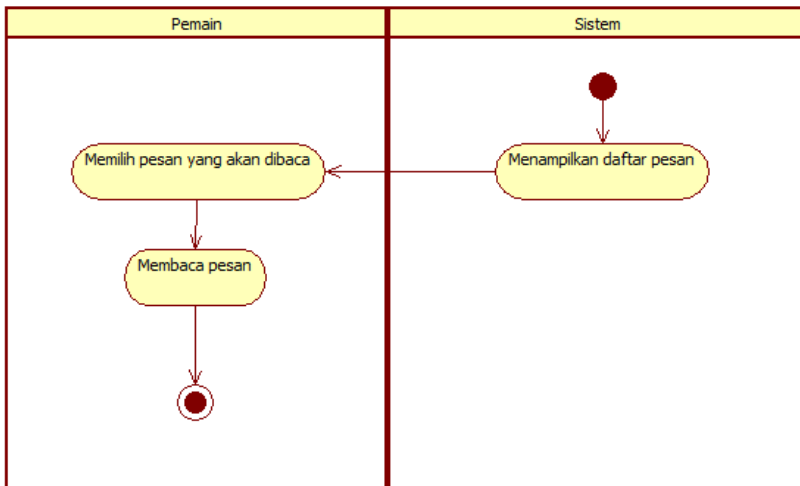 Pemain
Sistem
Memilih pesan yang akan dibaca
Menampilkan daftar pesan
Membaca pesan